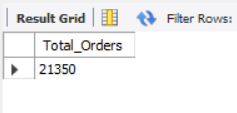 Result Grid Filter Rows:
Total_Orders
21350